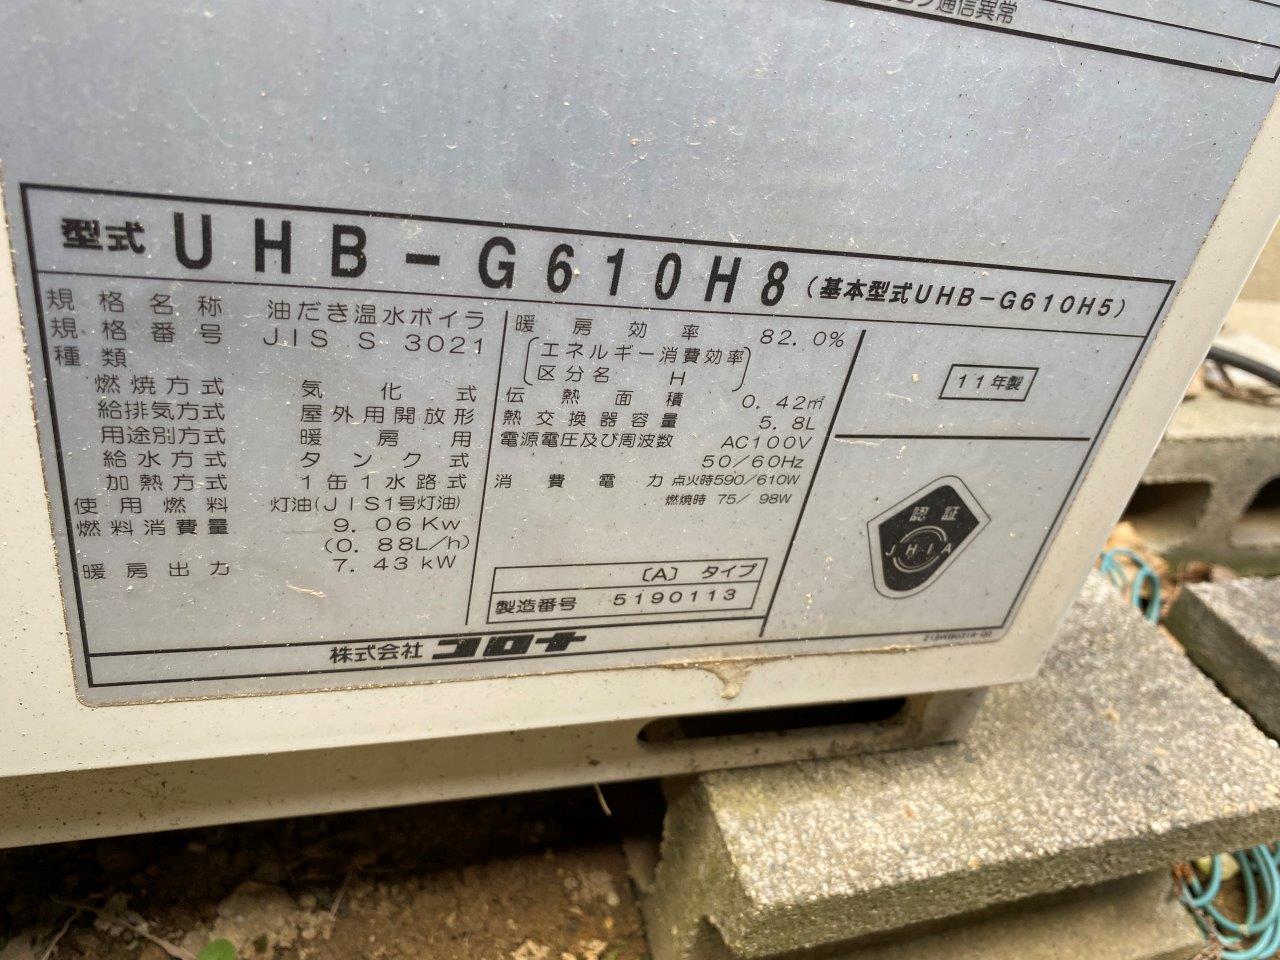 通信異常
型式 UHB-G610H8 (基本型式UHB-G610H5)
規格名称 油だき温水ボイラ
規格番号 JIS S 3021
種類
燃焼方式 気化式
給排気方式 屋外用開放形
用途別方式 暖房用
給水方式 タンク式
加熱方式 1缶1水路式
使用燃料 灯油(JIS1号灯油)
燃料消費量 9.06Kw
(0.88L/h)
暖房出力 7.43kW
暖房効率 82.0%
エネルギー消費効率
区分名 H
伝熱面積 0.42㎡
熱交換器容量 5.8L
電源電圧及び周波数 AC100V
50/60Hz
消費電力 点火時590/610W
燃焼時 75/ 98W
〔A〕タイプ
製造番号 5190113
11年製
認証
JHIA
株式会社 コロナ